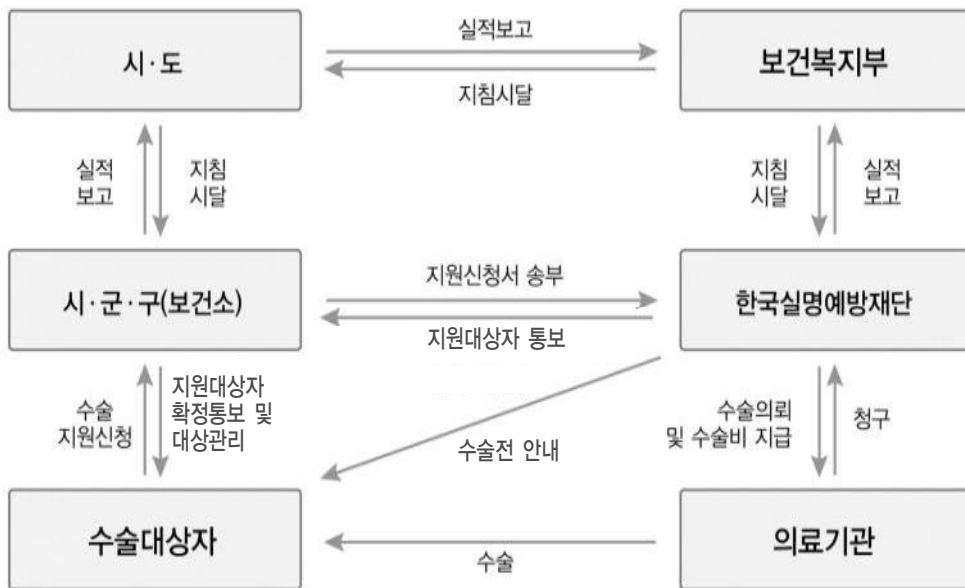 실적보고
시·도
보건복지부
지침시달
실적
보고
지침
시달
지침
시달
실적
보고
지원신청서 송부
시·군·구(보건소)
한국실명예방재단
지원대상자 통보
수술
지원신청
지원대상자
확정통보 및
대상관리
수술전 안내
수술의뢰
및 수술비 지급
청구
수술대상자
의료기관
수술